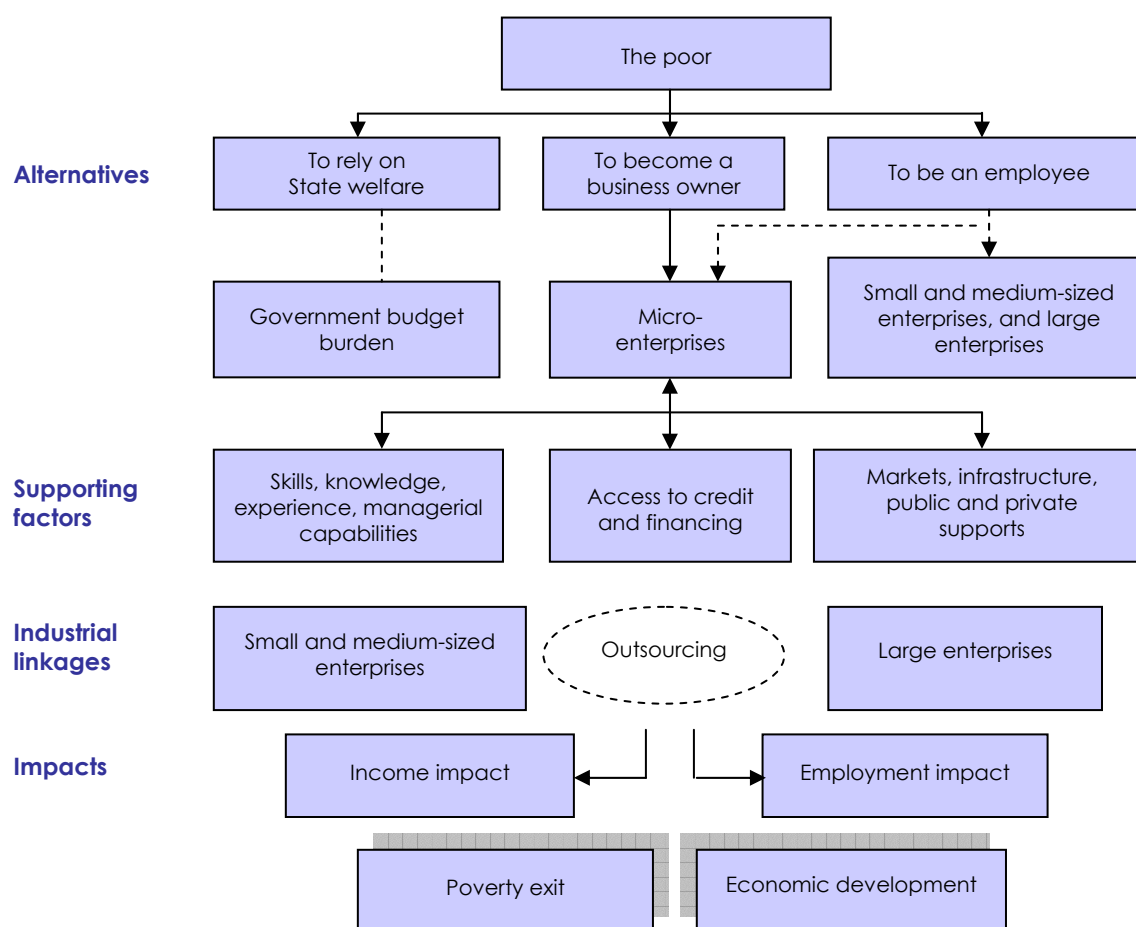 The poor
Alternatives
To rely on
State welfare
To become a
business owner
To be an employee
Government budget
burden
Micro-
enterprises
Small and medium-sized
enterprises, and large
enterprises
Supporting
factors
Skills, knowledge,
experience, managerial
capabilities
Access to credit
and financing
Markets, infrastructure,
public and private
supports
Industrial
linkages
Small and medium-sized
enterprises
Outsourcing
Large enterprises
Impacts
Income impact
Employment impact
Poverty exit
Economic development